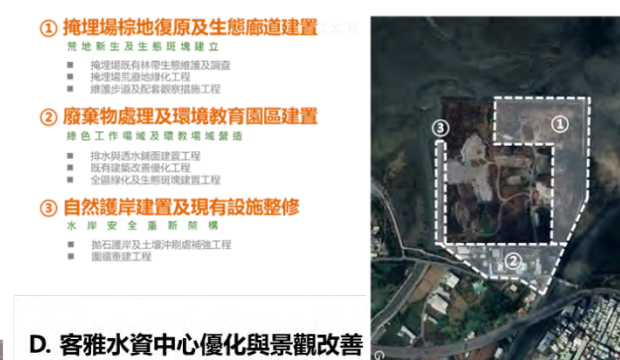 ① 掩埋場棕地復原及生態廊道建置
荒地新生及生態斑塊建立
■ 掩埋場既有林帶生態維護及調查
■ 掩埋場荒廢地綠化工程
■ 維護步道及配套觀察措施工程
② 廢棄物處理及環境教育園區建置
綠色工作場域及環教場域營造
■ 排水與透水鋪面建置工程
■ 既有建築改善優化工程
■ 全區綠化及生態斑塊建置工程
③ 自然護岸建置及現有設施整修
水岸安全重新架構
■ 拋石護岸及土壤沖刷處補強工程
■ 圍牆重建工程
①
③
②
D. 客雅水資中心優化與景觀改善